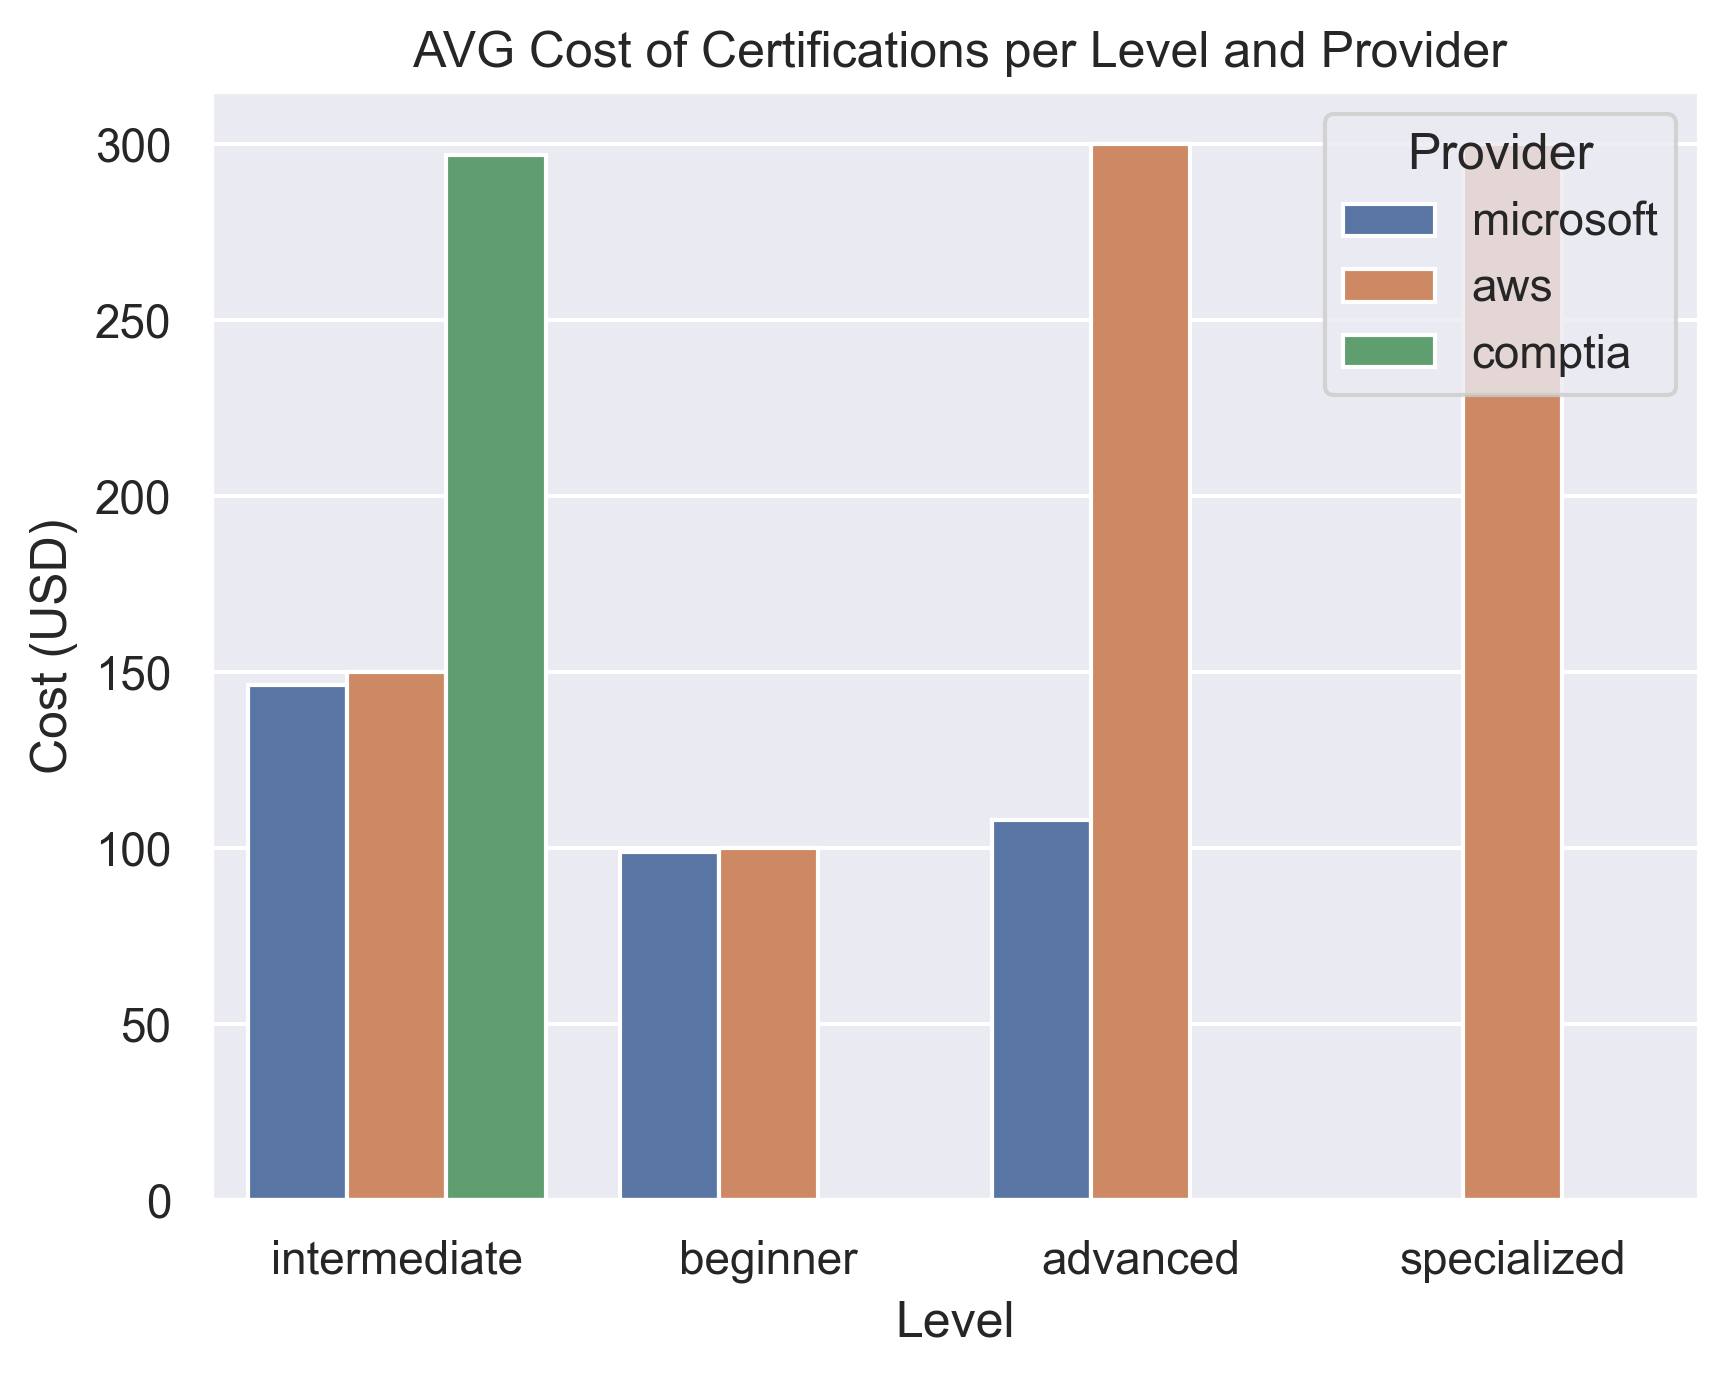 AVG Cost of Certifications per Level and Provider
300
250
200
150
100
50
0
Cost (USD)
Provider
microsoft
aws
comptia
intermediate
beginner
advanced
specialized
Level